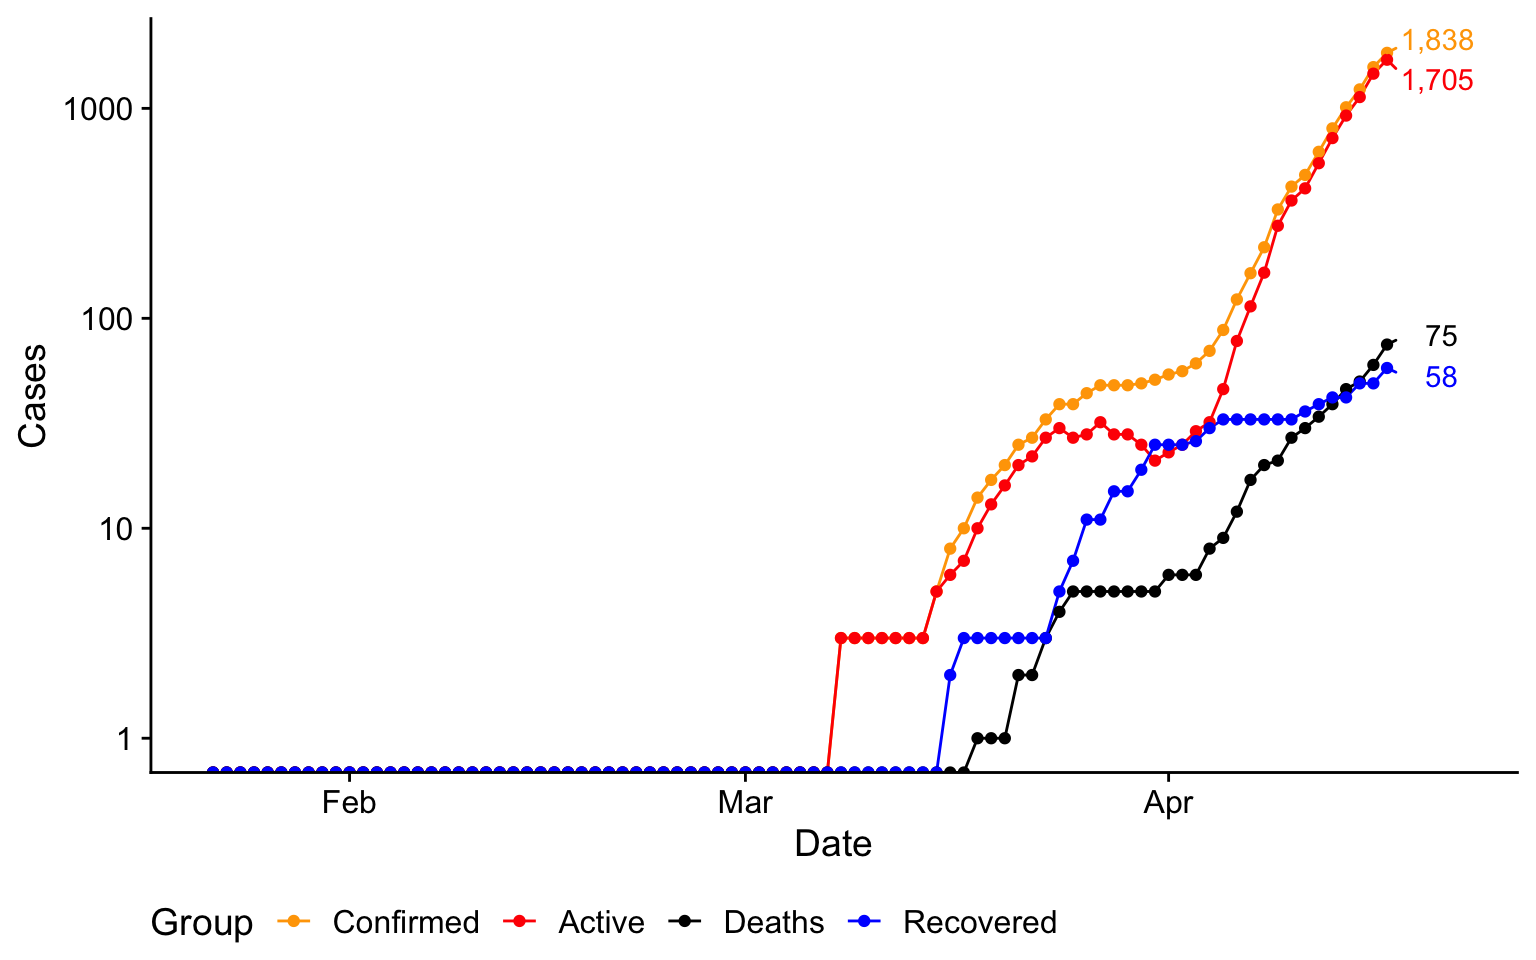 1,838
1,705
1000
100
75
58
10
1
Cases
Feb Mar Apr
Date
Group Confirmed Active Deaths Recovered